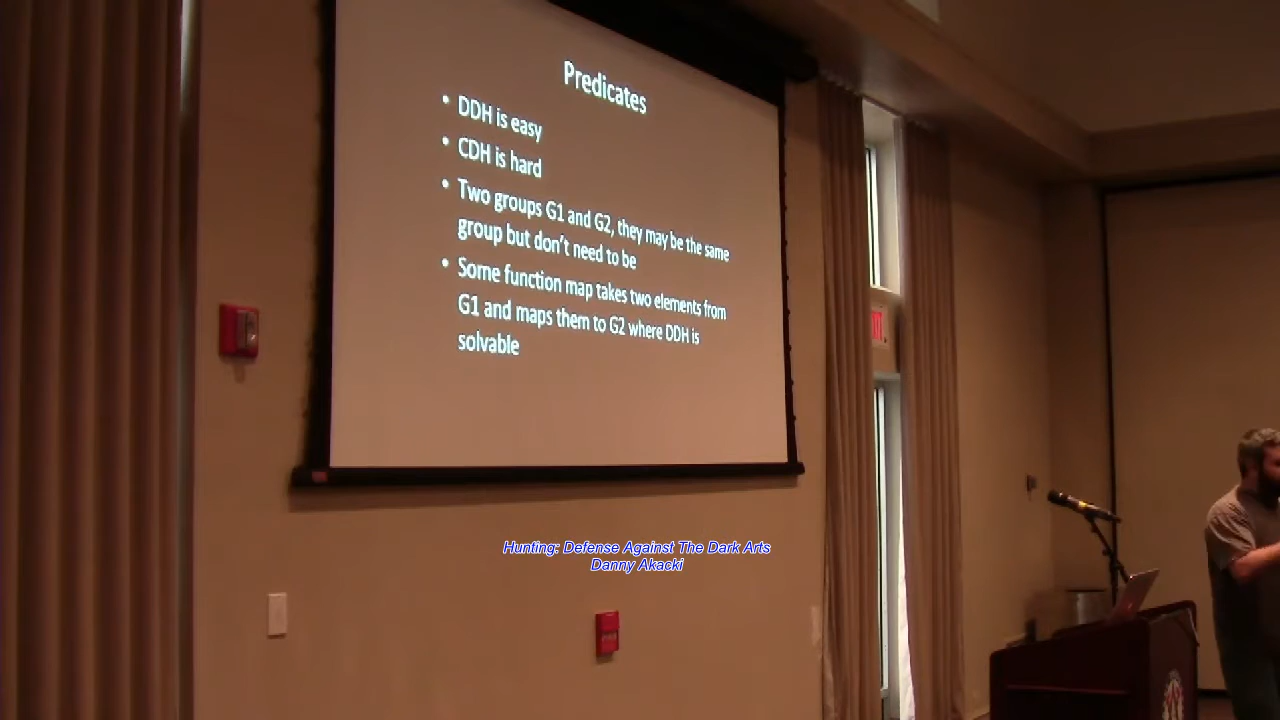 Predicates
• DDH is easy
• CDH is hard
• Two groups G1 and G2, they may be the same
group but don't need to be
• Some function map takes two elements from
G1 and maps them to G2 where DDH is
solvable
Hunting: Defense Against The Dark Arts
Danny Akacki